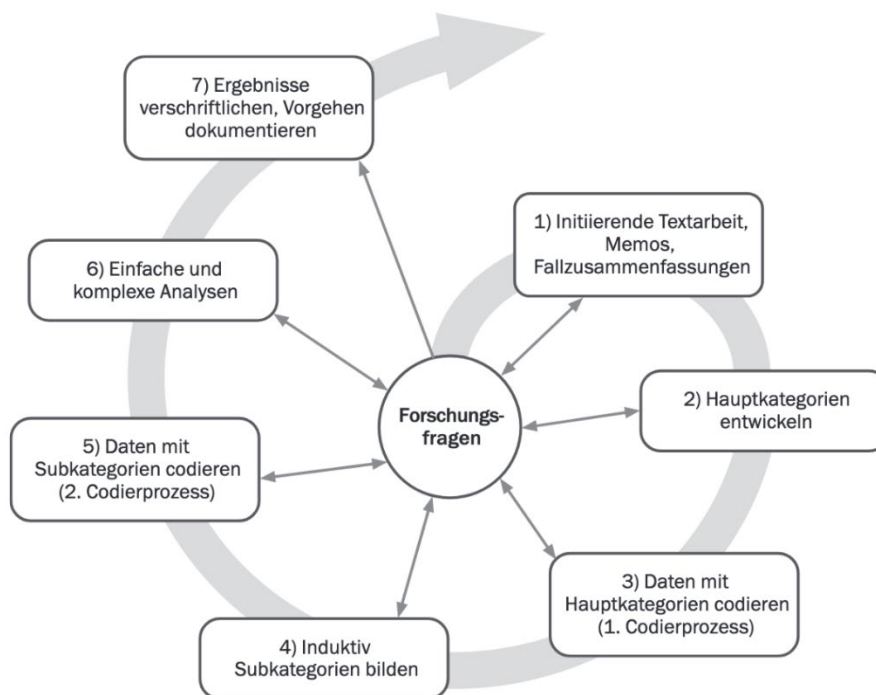 7) Ergebnisse
verschriftlichen, Vorgehen
dokumentieren
1) Initiierende Textarbeit,
Memos,
Fallzusammenfassungen
6) Einfache und
komplexe Analysen
2) Hauptkategorien
entwickeln
Forschungs-
fragen
5) Daten mit
Subkategorien codieren
(2. Codierprozess)
3) Daten mit
Hauptkategorien codieren
(1. Codierprozess)
4) Induktiv
Subkategorien bilden